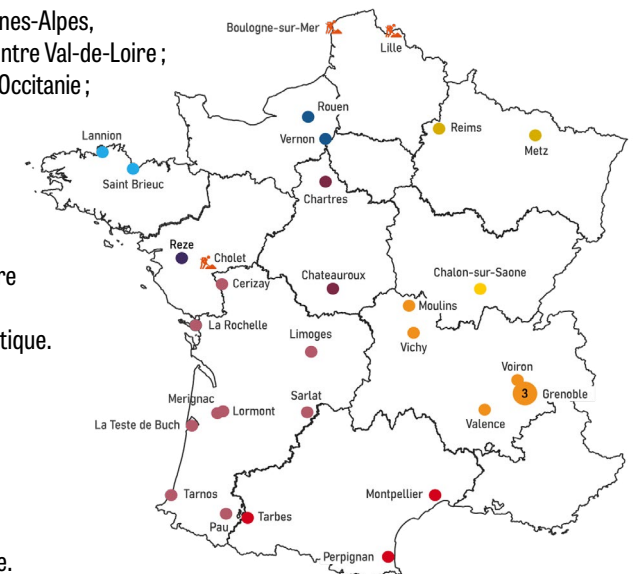 nes-Alpes,
ntre Val-de-Loire ;
Occitanie ;
re
tique.
e.
Boulogne-sur-Mer
Lille
Rouen
Vernon
Reims
Metz
Lannion
Saint Brieuc
Chartres
Reze
Cholet
Cerizay
Chateauroux
Chalon-sur-Saone
Moulins
La Rochelle
Limoges
Vichy
Voiron
3 Grenoble
Merignac
Lormont
Sarlat
Valence
La Teste de Buch
Tarnos
Montpellier
Pau
Tarbes
Perpignan